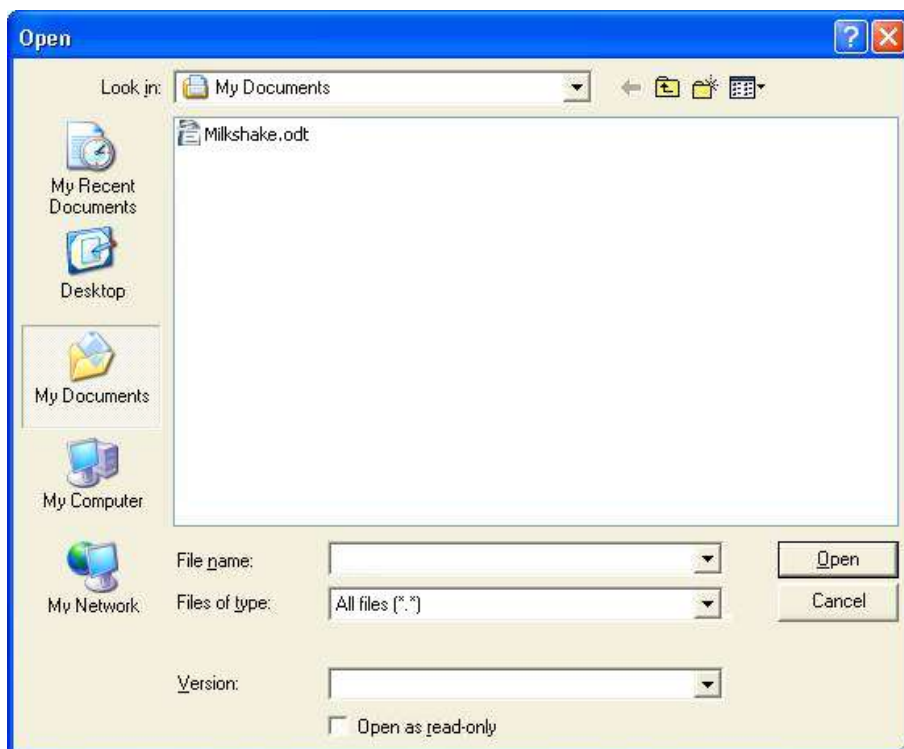 Open
Look in: My Documents
Milkshake.odt
My Recent
Documents
Desktop
My Documents
My Computer
My Network
File name:
Open
Files of type: All files (*.*)
Cancel
Version:
Open as read-only